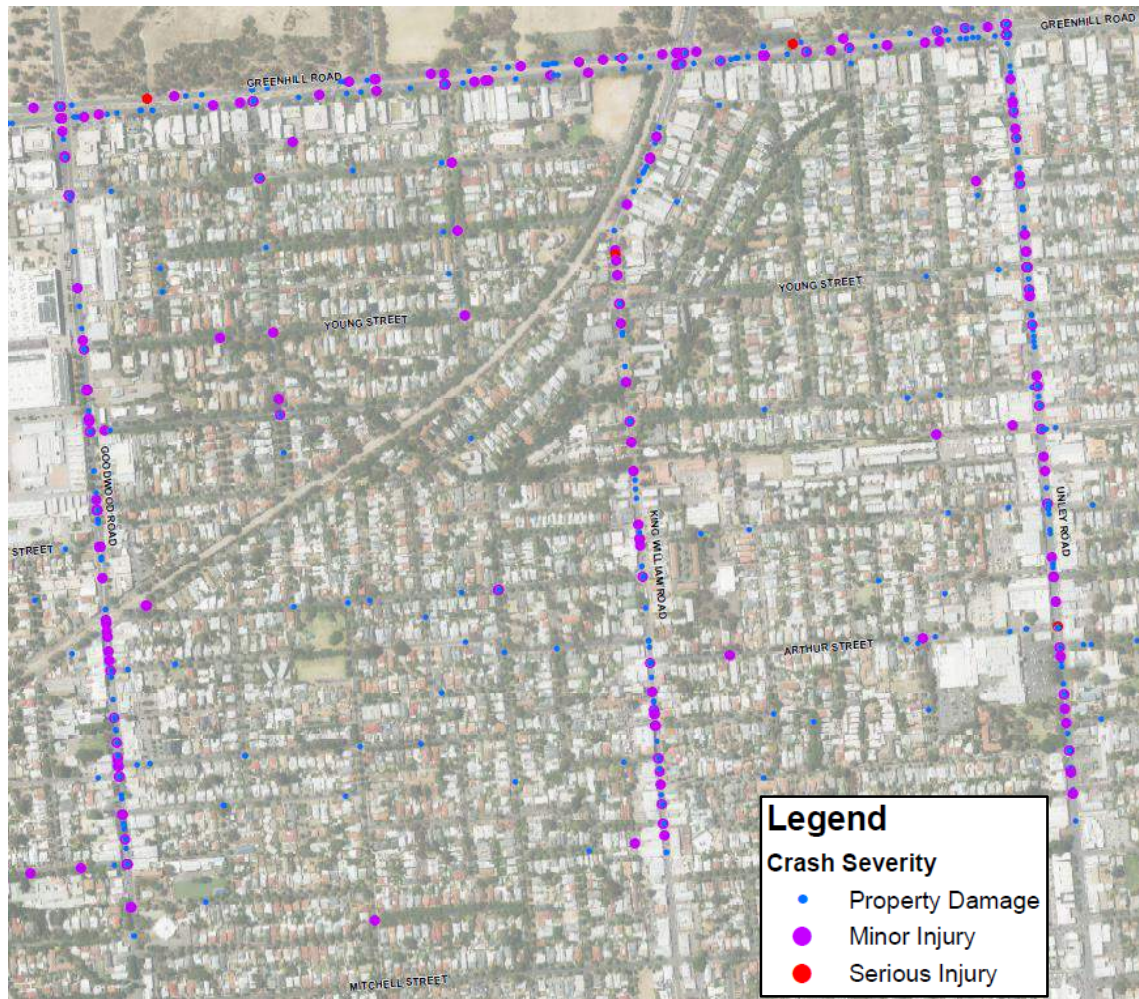 GREENHILL ROAD
GREENHILL ROAD
YOUNG STREET
YOUNG STREET
GOODWOOD ROAD
UNLEY ROAD
STREET
KING WILLIAM ROAD
ARTHUR STREET
MITCHELL STREET
Legend
Crash Severity
Property Damage
Minor Injury
Serious Injury